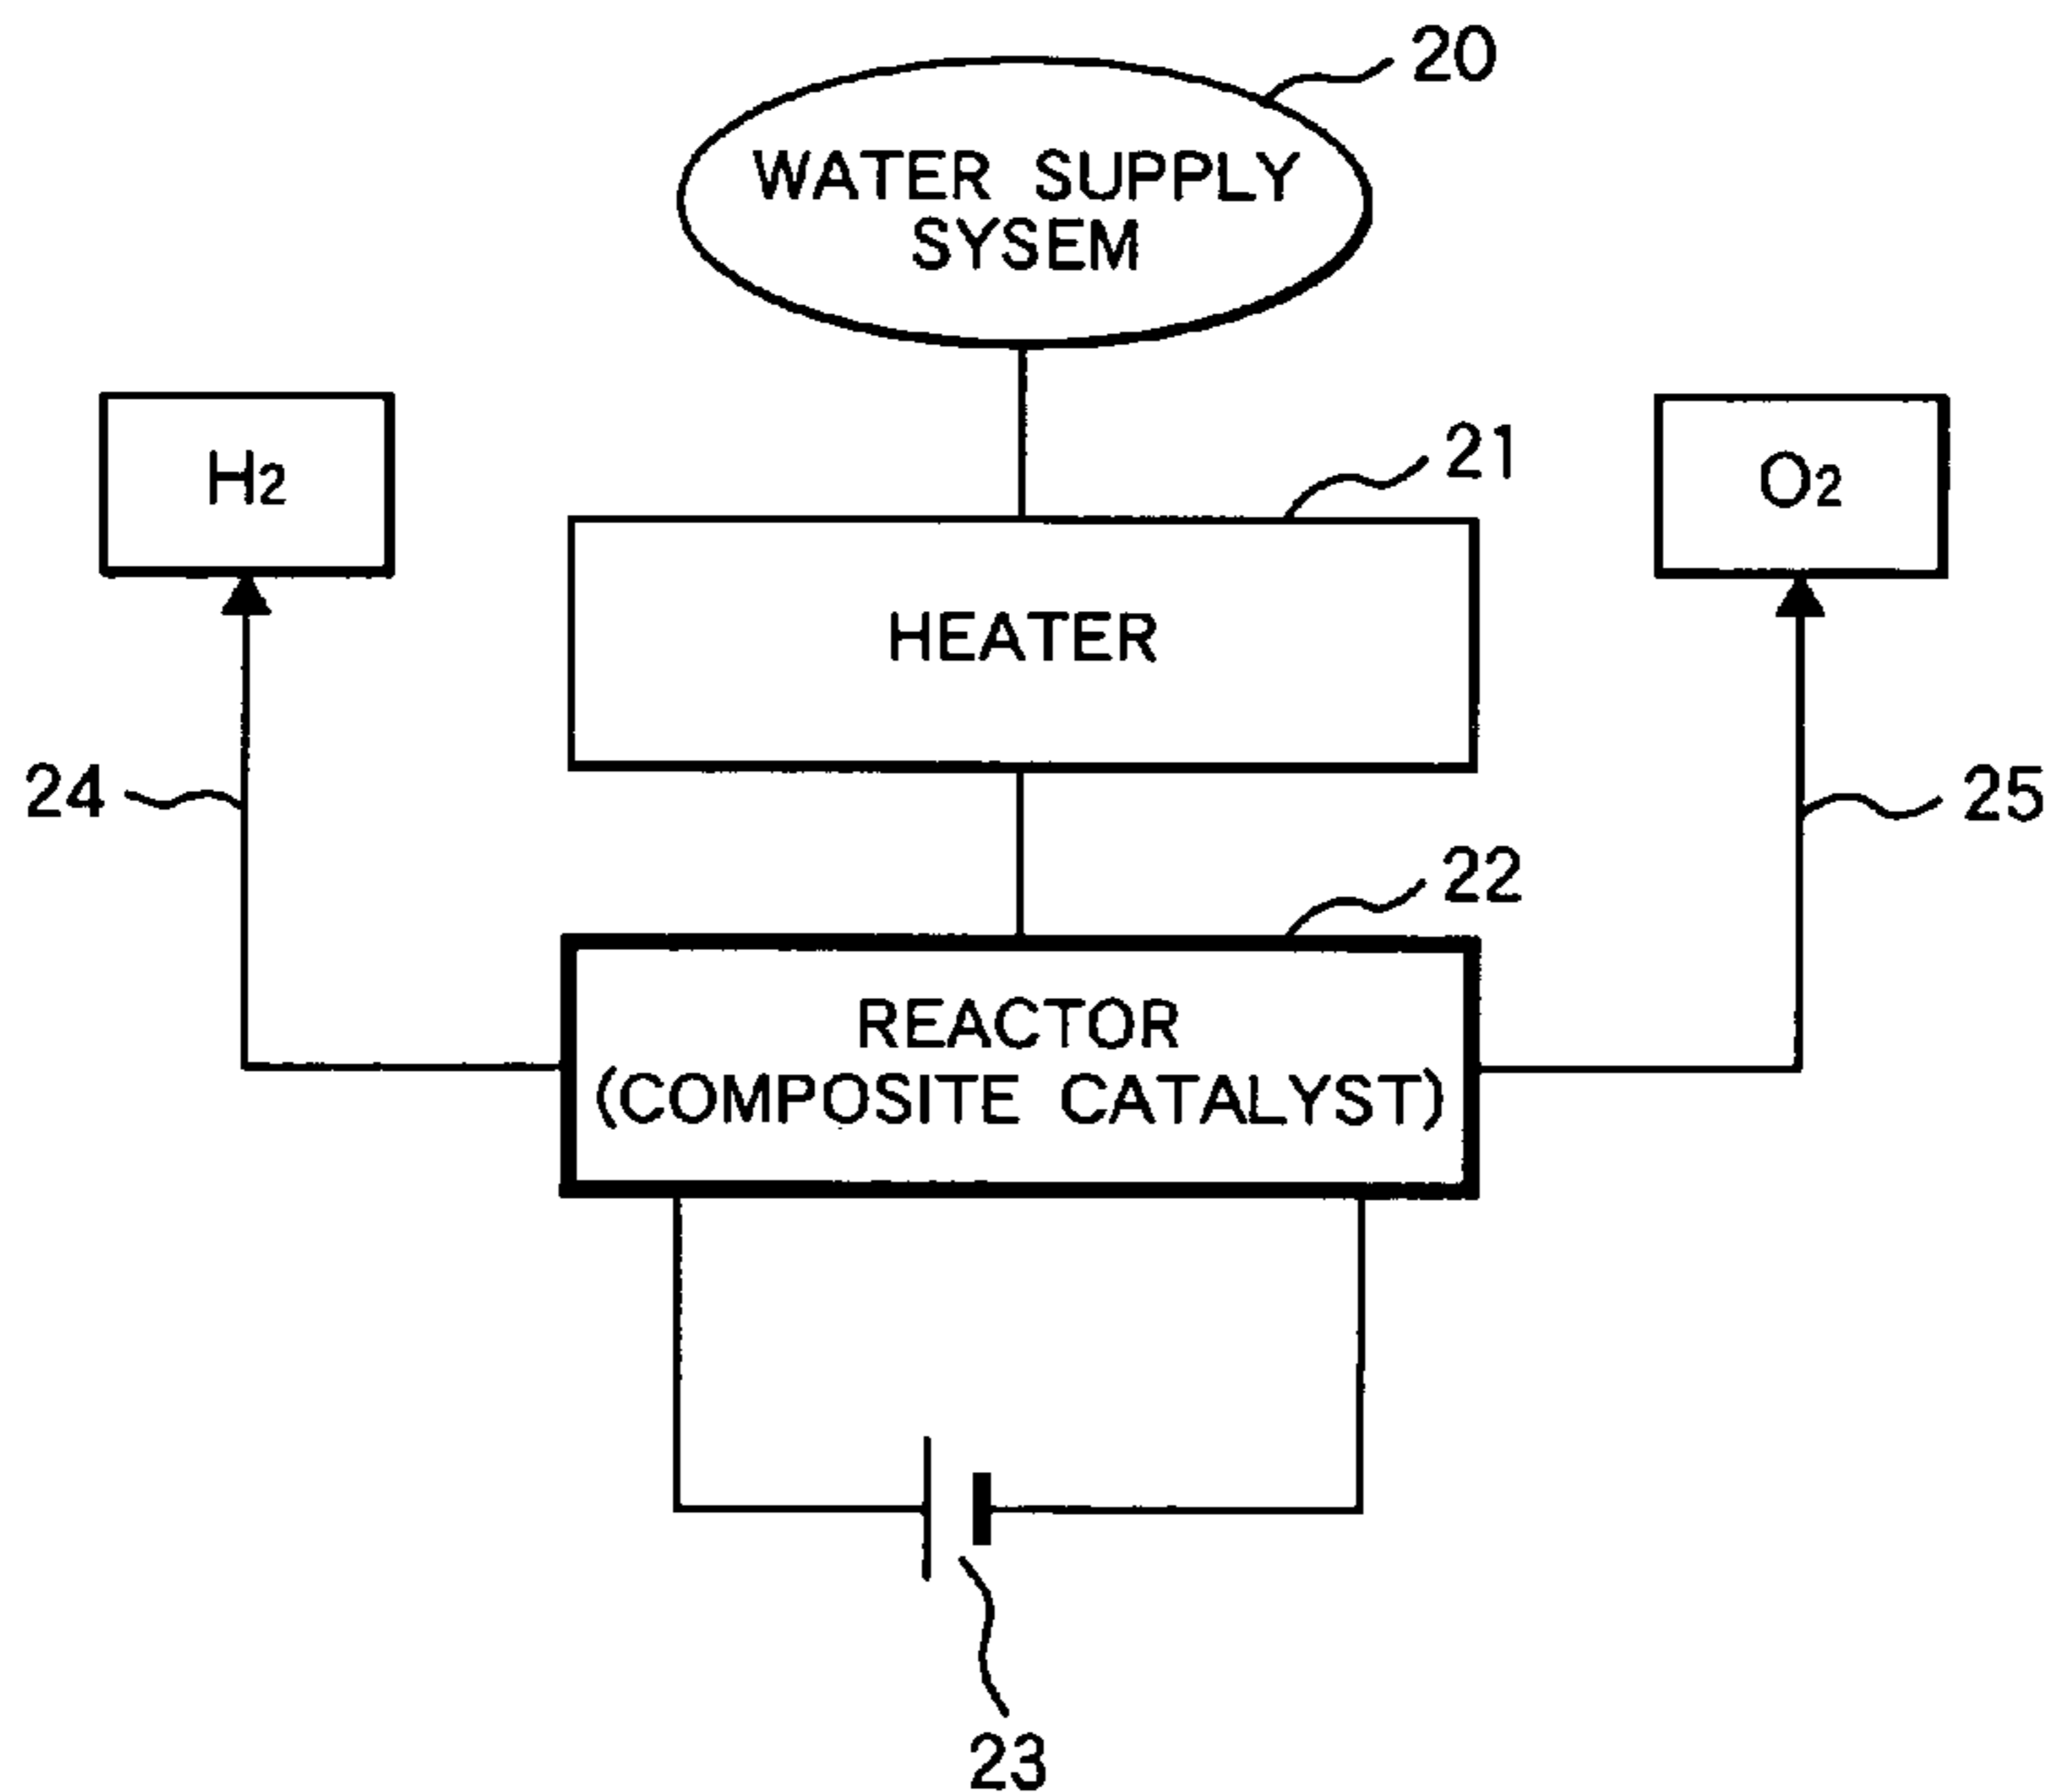 20
WATER SUPPLY
SYSEM
H2
21
O2
HEATER
24
25
22
REACTOR
(COMPOSITE CATALYST)
23